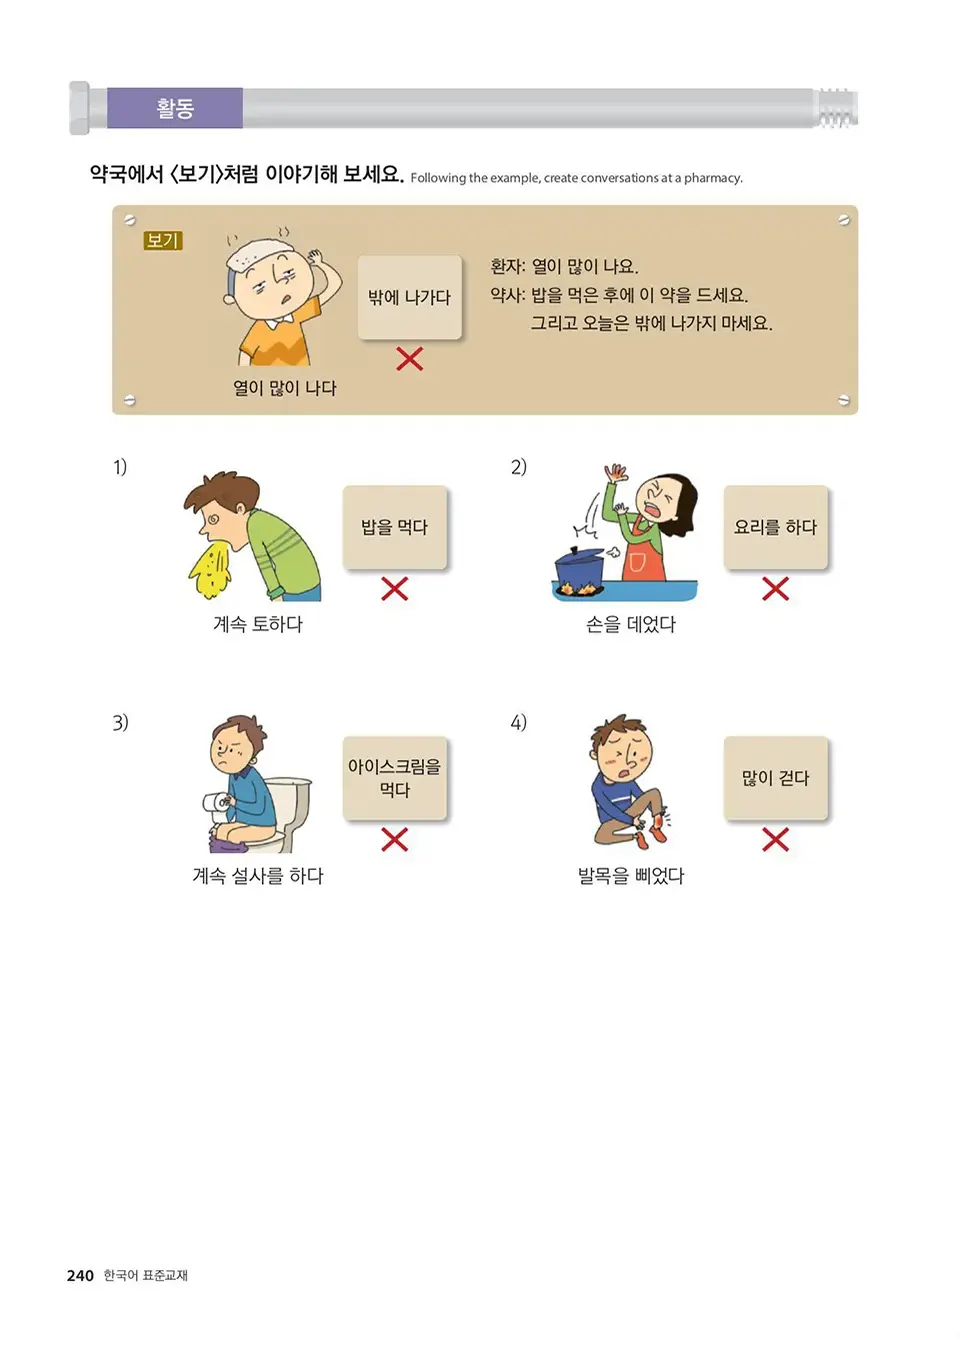 활동
약국에서 〈보기〉처럼 이야기해 보세요. Following the example, create conversations at a pharmacy.
보기
밖에 나가다
열이 많이 나다
환자: 열이 많이 나요.
약사: 밥을 먹은 후에 이 약을 드세요.
그리고 오늘은 밖에 나가지 마세요.
1)
밥을 먹다
계속 토하다
2)
요리를 하다
손을 데었다
3)
아이스크림을
먹다
계속 설사를 하다
4)
많이 걷다
발목을 삐었다
240 한국어 표준교재